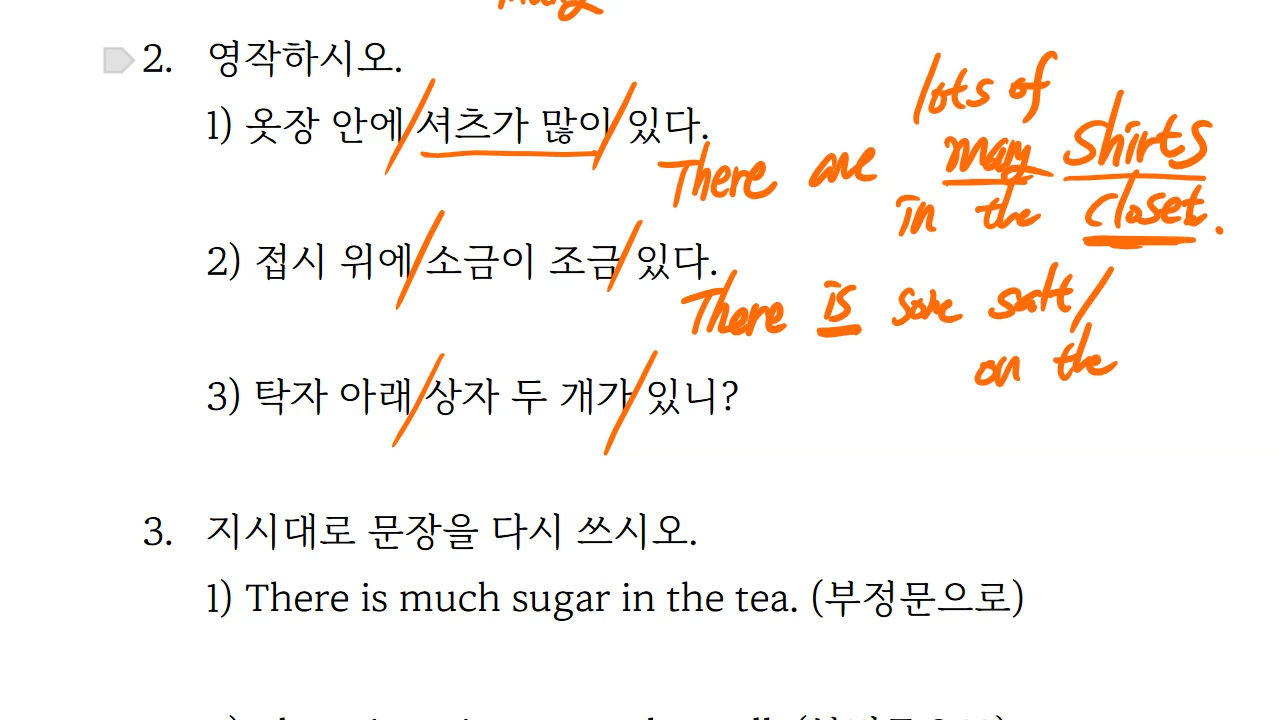 many
2. 영작하시오.
lots of
1) 옷장 안에 셔츠가 많이 있다.
There are many shirts
in the closet.
2) 접시 위에 소금이 조금 있다.
There is some salt
on the
3) 탁자 아래 상자 두 개가 있니?
3. 지시대로 문장을 다시 쓰시오.
1) There is much sugar in the tea. (부정문으로)